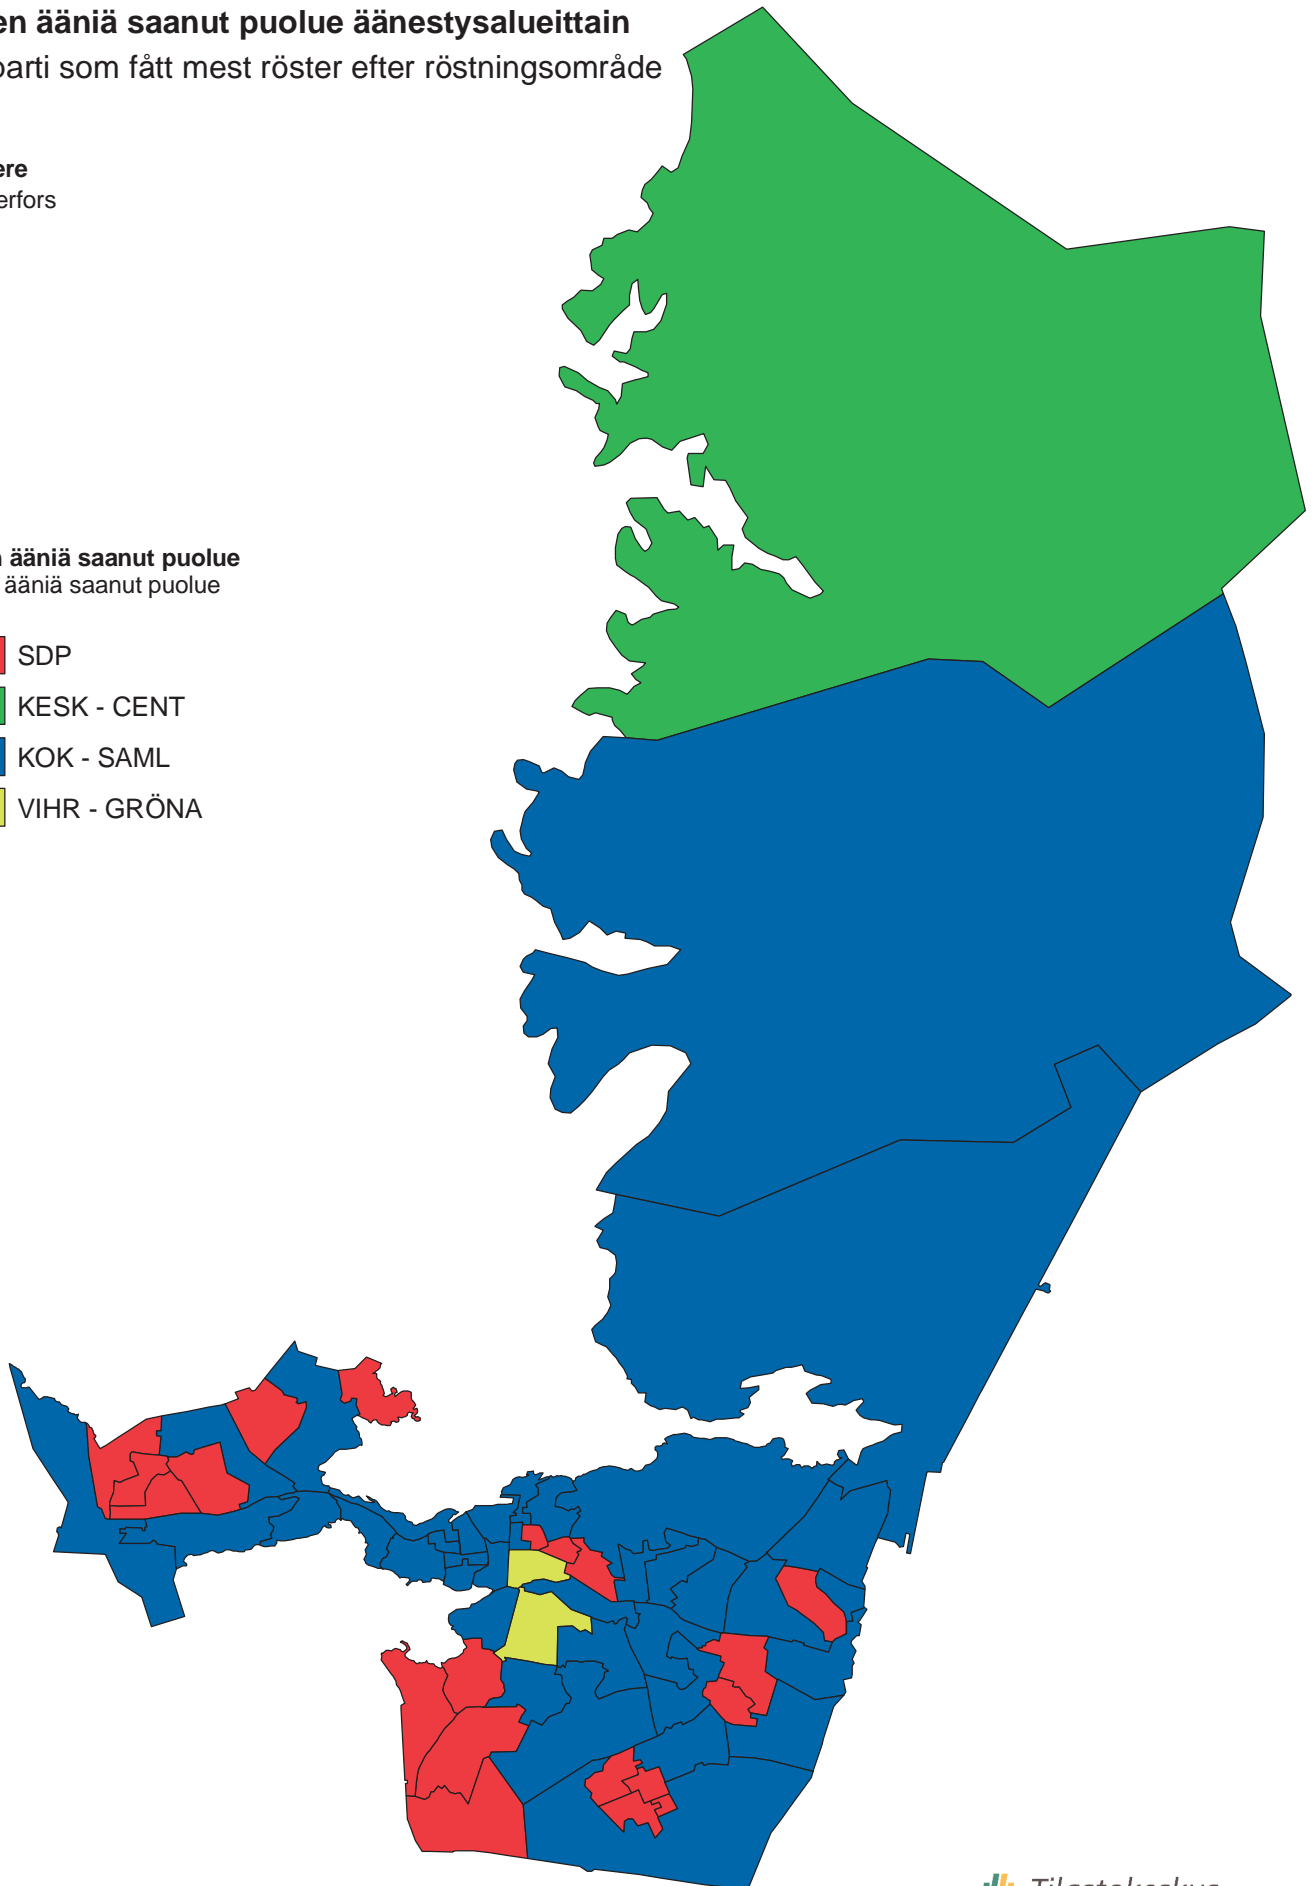 en ääniä saanut puolue äänestysalueittain
parti som fått mest röster efter röstningsområde
ere
erfors
n ääniä saanut puolue
ääniä saanut puolue
SDP
KESK - CENT
KOK - SAML
VIHR - GRÖNA
Tilastokeskus